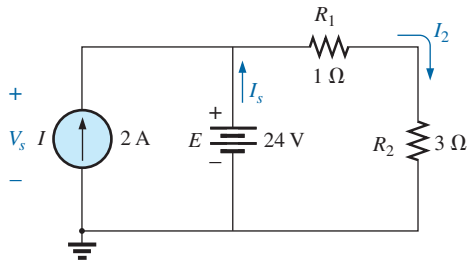 R1
I2
1 Ω
+
Is
+
Vs I 2 A E 24 V R2 3 Ω
–
–